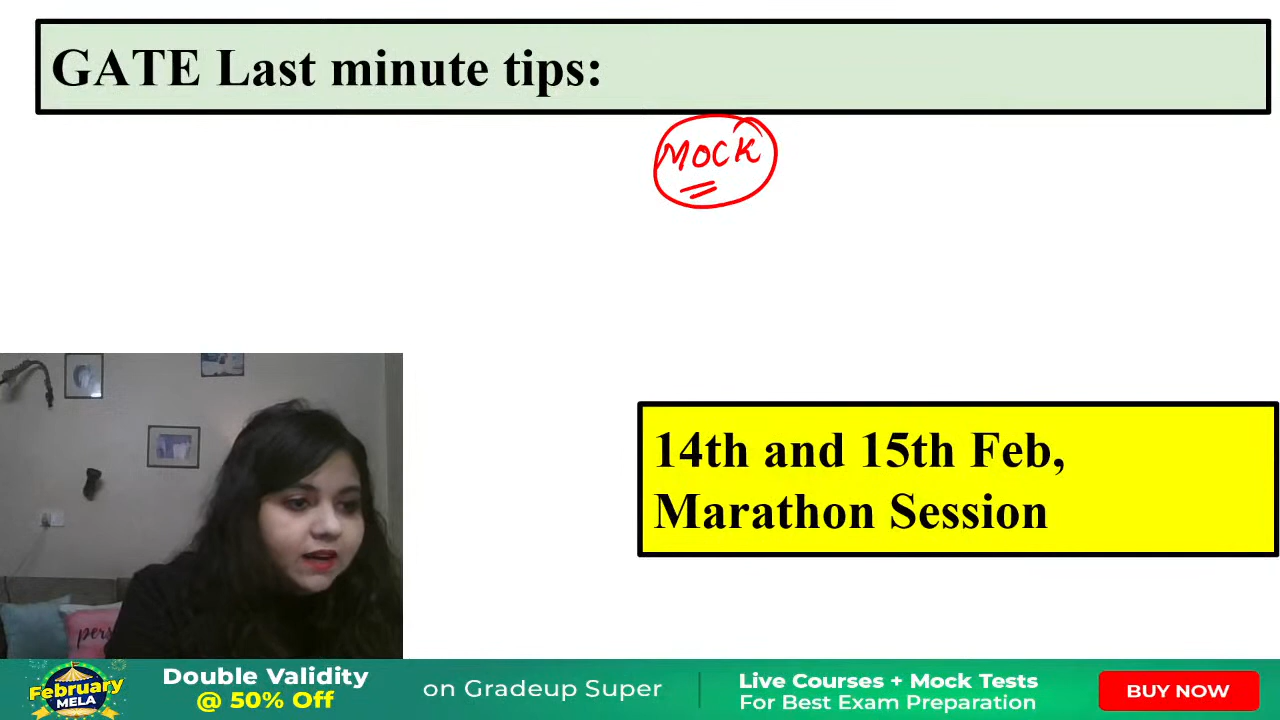 GATE Last minute tips:
MOCK
14th and 15th Feb,
Marathon Session
pers
February
MELA
Double Validity
@ 50% Off
on Gradeup Super
Live Courses + Mock Tests
For Best Exam Preparation
BUY NOW